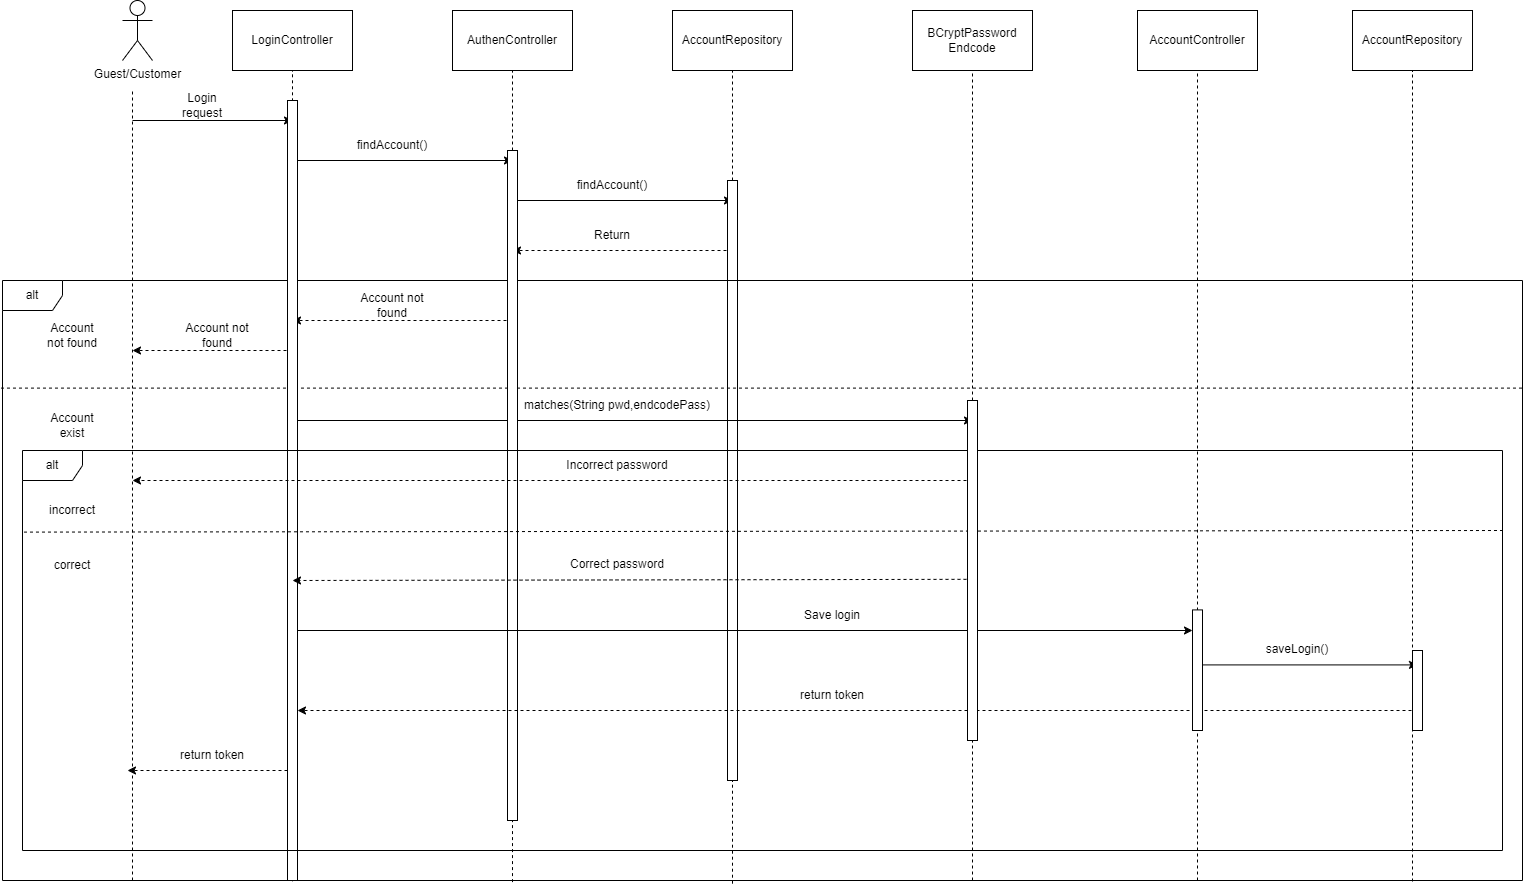 Guest/Customer
LoginController
AuthenController
AccountRepository
BCryptPassword
Endcode
AccountController
AccountRepository
Login
request
findAccount()
findAccount()
Return
alt
Account not
found
Account
not found
Account not
found
matches(String pwd,endcodePass)
Account
exist
alt
Incorrect password
incorrect
correct
Correct password
Save login
saveLogin()
return token
return token